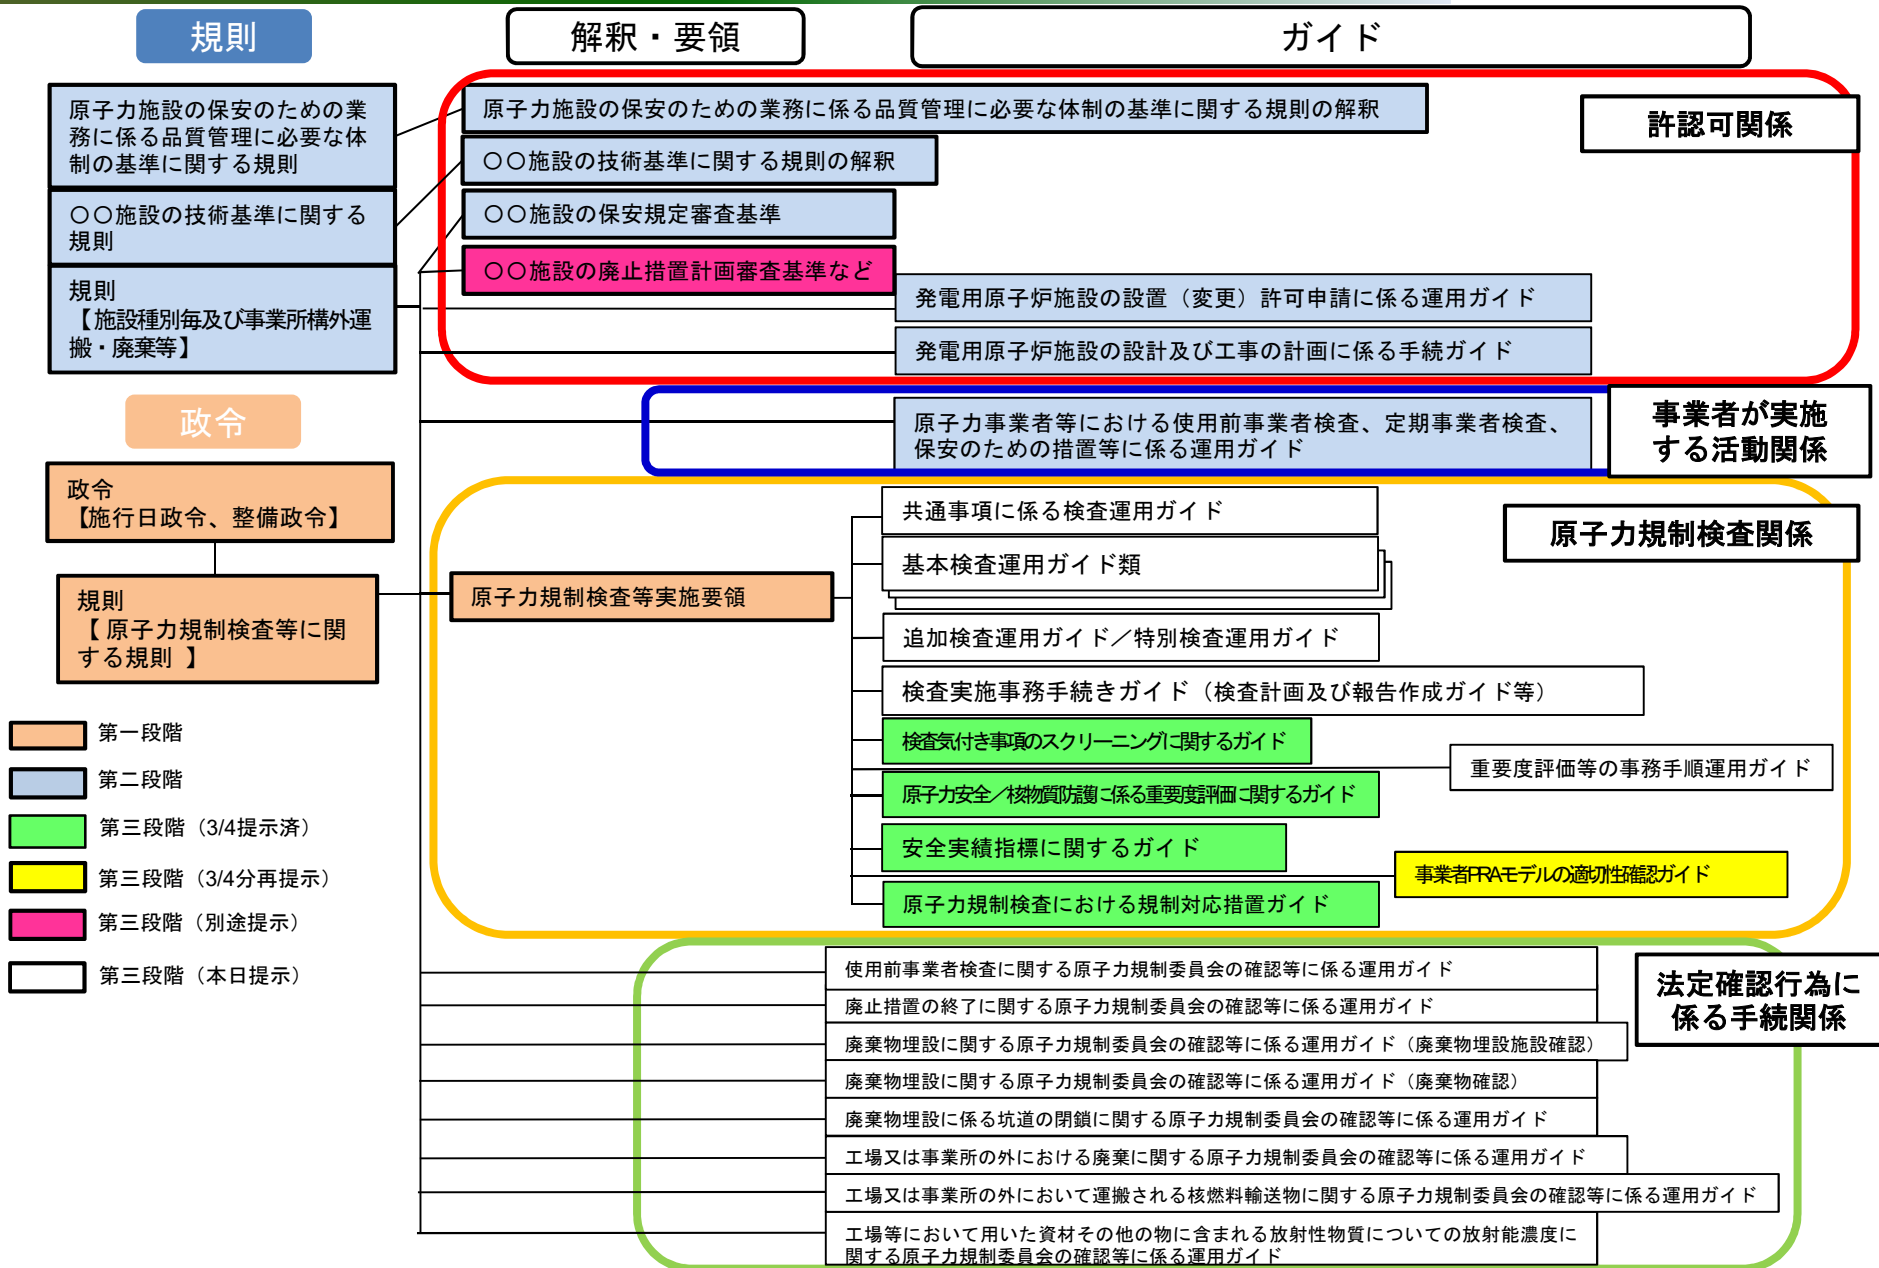 規則
解釈・要領
ガイド
原子力施設の保安のための業
務に係る品質管理に必要な体
制の基準に関する規則
〇〇施設の技術基準に関する
規則
規則
【施設種別毎及び事業所構外運
搬・廃棄等】
原子力施設の保安のための業務に係る品質管理に必要な体制の基準に関する規則の解釈
〇〇施設の技術基準に関する規則の解釈
〇〇施設の保安規定審査基準
〇〇施設の廃止措置計画審査基準など
発電用原子炉施設の設置（変更）許可申請に係る運用ガイド
発電用原子炉施設の設計及び工事の計画に係る手続ガイド
許認可関係
政令
原子力事業者等における使用前事業者検査、定期事業者検査、
保安のための措置等に係る運用ガイド
事業者が実施
する活動関係
政令
【施行日政令、整備政令】
規則
【 原子力規制検査等に関
する規則 】
原子力規制検査等実施要領
共通事項に係る検査運用ガイド
基本検査運用ガイド類
追加検査運用ガイド／特別検査運用ガイド
検査実施事務手続きガイド（検査計画及び報告作成ガイド等）
検査気付き事項のスクリーニングに関するガイド
重要度評価等の事務手順運用ガイド
原子力安全／核物質防護に係る重要度評価に関するガイド
安全実績指標に関するガイド
事業者PRAモデルの適切性確認ガイド
原子力規制検査における規制対応措置ガイド
原子力規制検査関係
第一段階
第二段階
第三段階（3/4提示済）
第三段階（3/4分再提示）
第三段階（別途提示）
第三段階（本日提示）
使用前事業者検査に関する原子力規制委員会の確認等に係る運用ガイド
廃止措置の終了に関する原子力規制委員会の確認等に係る運用ガイド
廃棄物埋設に関する原子力規制委員会の確認等に係る運用ガイド（廃棄物埋設施設確認）
廃棄物埋設に関する原子力規制委員会の確認等に係る運用ガイド（廃棄物確認）
廃棄物埋設に係る坑道の閉鎖に関する原子力規制委員会の確認等に係る運用ガイド
工場又は事業所の外における廃棄に関する原子力規制委員会の確認等に係る運用ガイド
工場又は事業所の外において運搬される核燃料輸送物に関する原子力規制委員会の確認等に係る運用ガイド
工場等において用いた資材その他の物に含まれる放射性物質についての放射能濃度に
関する原子力規制委員会の確認等に係る運用ガイド
法定確認行為に
係る手続関係